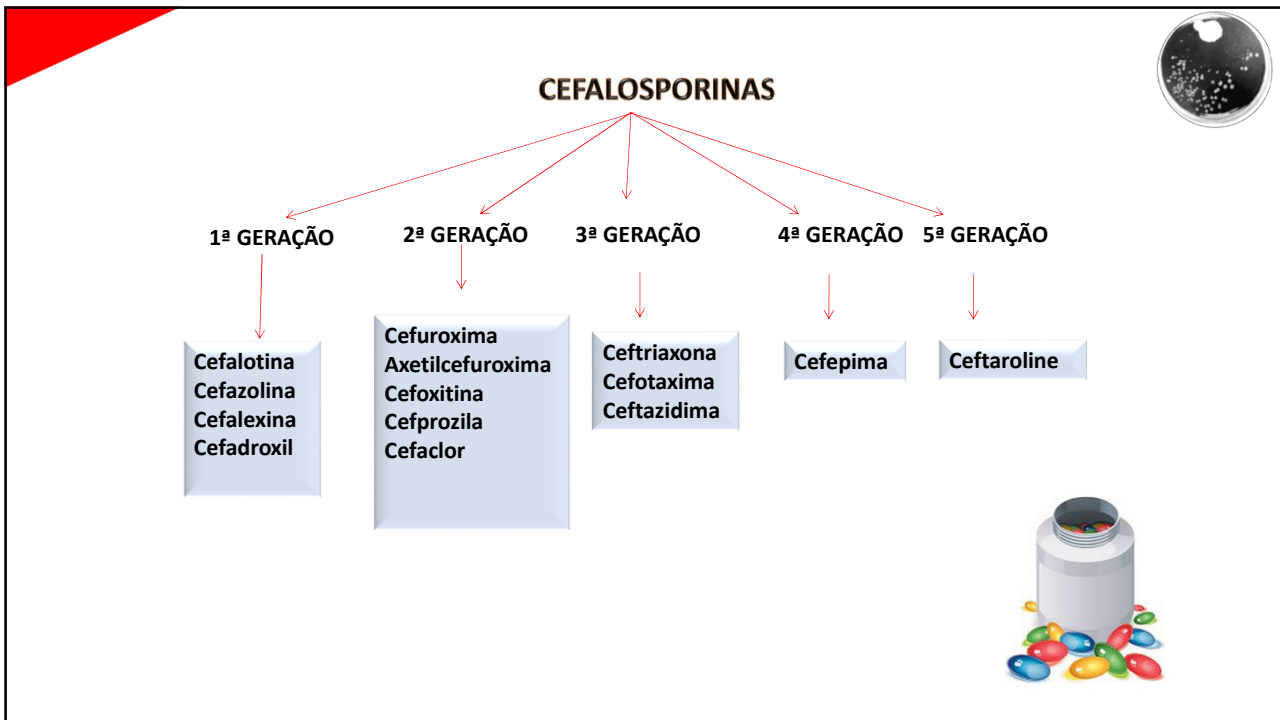 CEFALOSPORINAS
1ª GERAÇÃO
Cefalotina
Cefazolina
Cefalexina
Cefadroxil
2ª GERAÇÃO
Cefuroxima
Axetilcefuroxima
Cefoxitina
Cefprozila
Cefaclor
3ª GERAÇÃO
Ceftriaxona
Cefotaxima
Ceftazidima
4ª GERAÇÃO
Cefepima
5ª GERAÇÃO
Ceftaroline